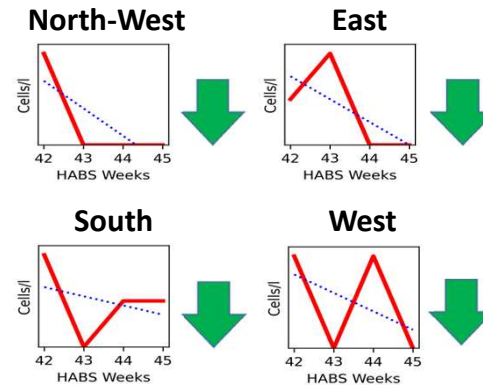 North-West
Cells/l
42 43 44 45
HABS Weeks
East
Cells/l
42 43 44 45
HABS Weeks
South
Cells/l
42 43 44 45
HABS Weeks
West
Cells/l
42 43 44 45
HABS Weeks